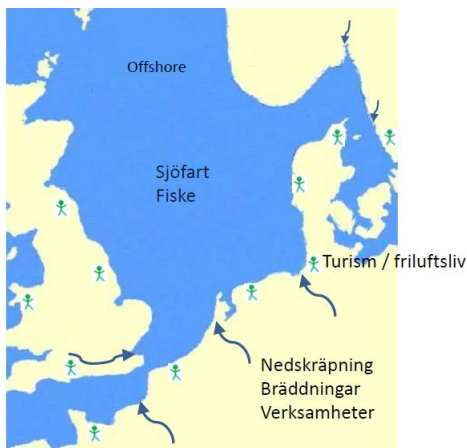 Offshore
Sjöfart
Fiske
Turism / friluftsliv
Nedskräpning
Bräddningar
Verksamheter